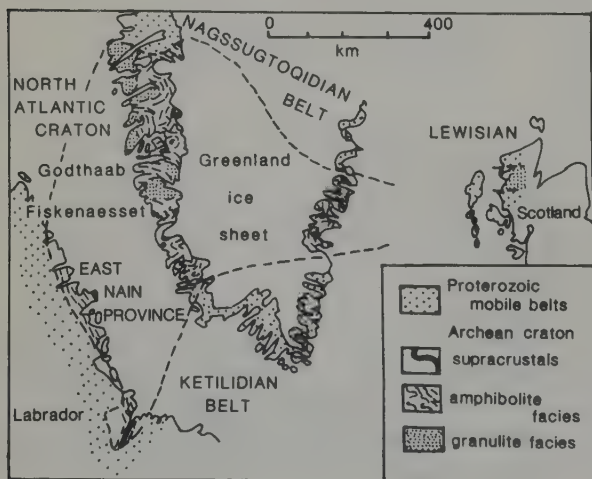 0 400
km
NAGSSUGTOQIDIAN
BELT
NORTH
ATLANTIC
CRATON
LEWISIAN
Godthaab
Greenland
ice
sheet
Fiskenaesset
Scotland
EAST
NAIN
PROVINCE
KETILIDIAN
BELT
Labrador
Proterozoic
mobile belts
Archean craton
supracrustals
amphibolite
facies
granulite facies